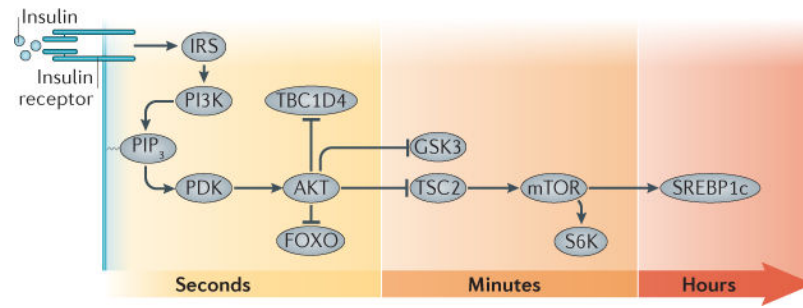 Insulin
Insulin
receptor
IRS
PI3K
TBC1D4
PIP3
GSK3
PDK
AKT
TSC2
mTOR
SREBP1c
FOXO
S6K
Seconds
Minutes
Hours